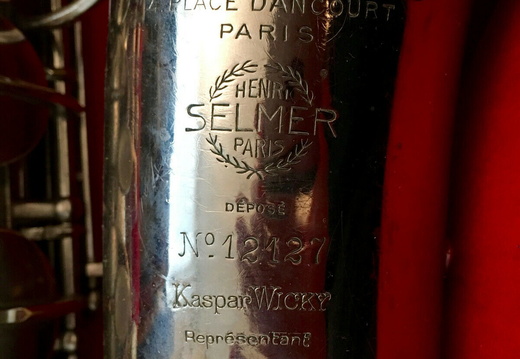 PLACE DANCOURT
PARIS
HENRI
SELMER
PARIS
DÉPOSÉ
Nº 12127
Kaspar WICKY
Représentant